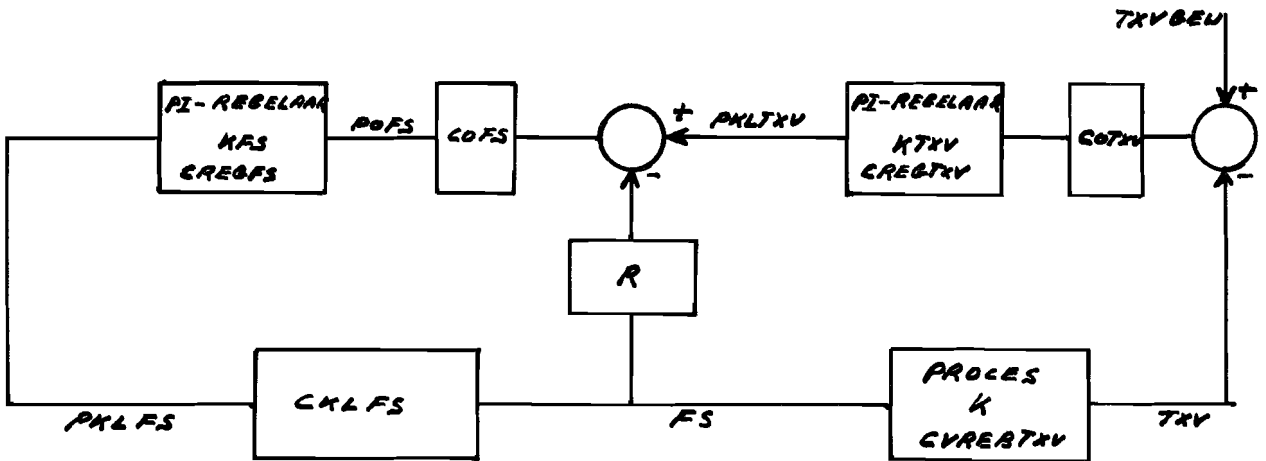 TXVGEW
PI-REGELAAR
KFS
CREGFS
POFS
COFS
+
-
PKLTXV
PI-REGELAAR
KTXV
CREGTXV
COTXV
+
-
R
PKLFS
CKLFS
FS
PROCES
K
CVREGTXV
TXV